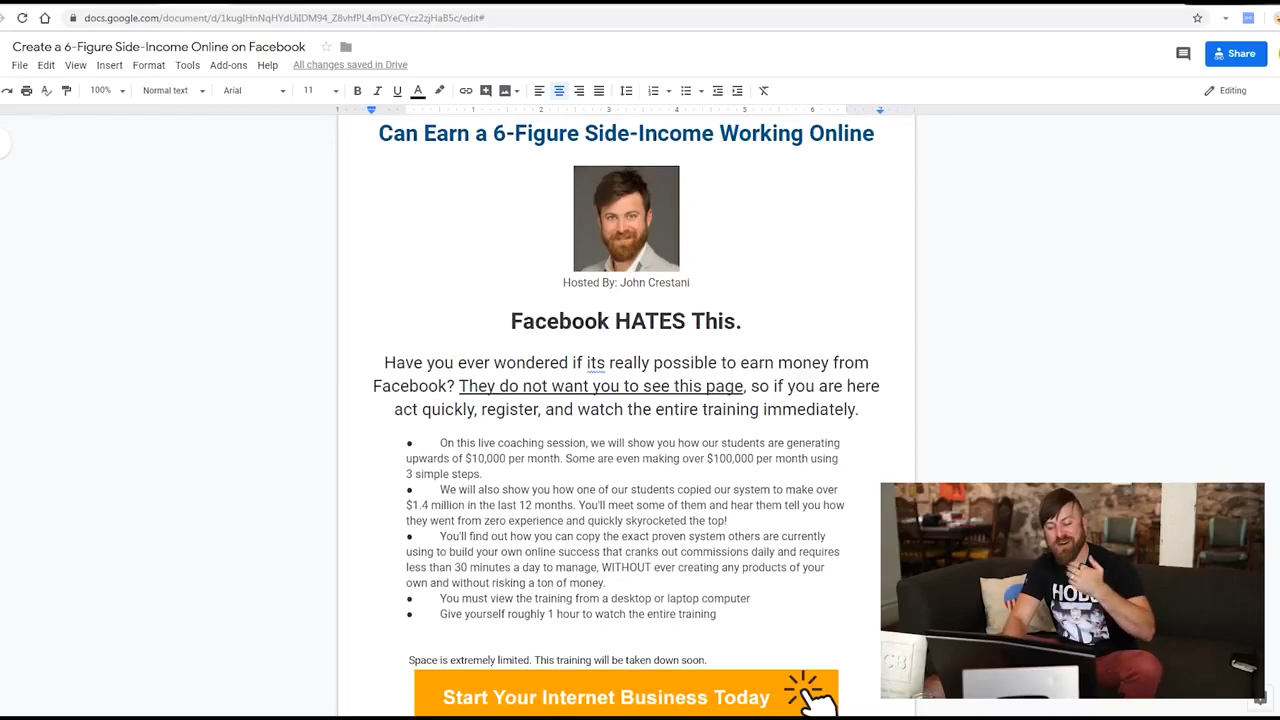 docs.google.com/document/d/1kuglHnNqHYdUiIDM94_Z8vhfPL4mDYeCYcz2zjHaB5c/edit#
Create a 6-Figure Side-Income Online on Facebook
Share
File Edit View Insert Format Tools Add-ons Help All changes saved in Drive
100% Normal text Arial 11 B I U A Editing
1 1 2 3 4 5 6 7
Can Earn a 6-Figure Side-Income Working Online
Hosted By: John Crestani
Facebook HATES This.
Have you ever wondered if its really possible to earn money from
Facebook? They do not want you to see this page, so if you are here
act quickly, register, and watch the entire training immediately.
● On this live coaching session, we will show you how our students are generating
upwards of $10,000 per month. Some are even making over $100,000 per month using
3 simple steps.
● We will also show you how one of our students copied our system to make over
$1.4 million in the last 12 months. You'll meet some of them and hear them tell you how
they went from zero experience and quickly skyrocketed the top!
● You'll find out how you can copy the exact proven system others are currently
using to build your own online success that cranks out commissions daily and requires
less than 30 minutes a day to manage, WITHOUT ever creating any products of your
own and without risking a ton of money.
● You must view the training from a desktop or laptop computer
● Give yourself roughly 1 hour to watch the entire training
Space is extremely limited. This training will be taken down soon.
Start Your Internet Business Today
CB